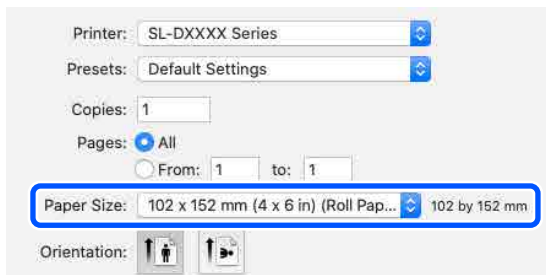 Printer: SL-DXXXX Series
Presets: Default Settings
Copies: 1
Pages: All
From: 1 to: 1
Paper Size: 102 x 152 mm (4 x 6 in) (Roll Pap... 102 by 152 mm
Orientation: